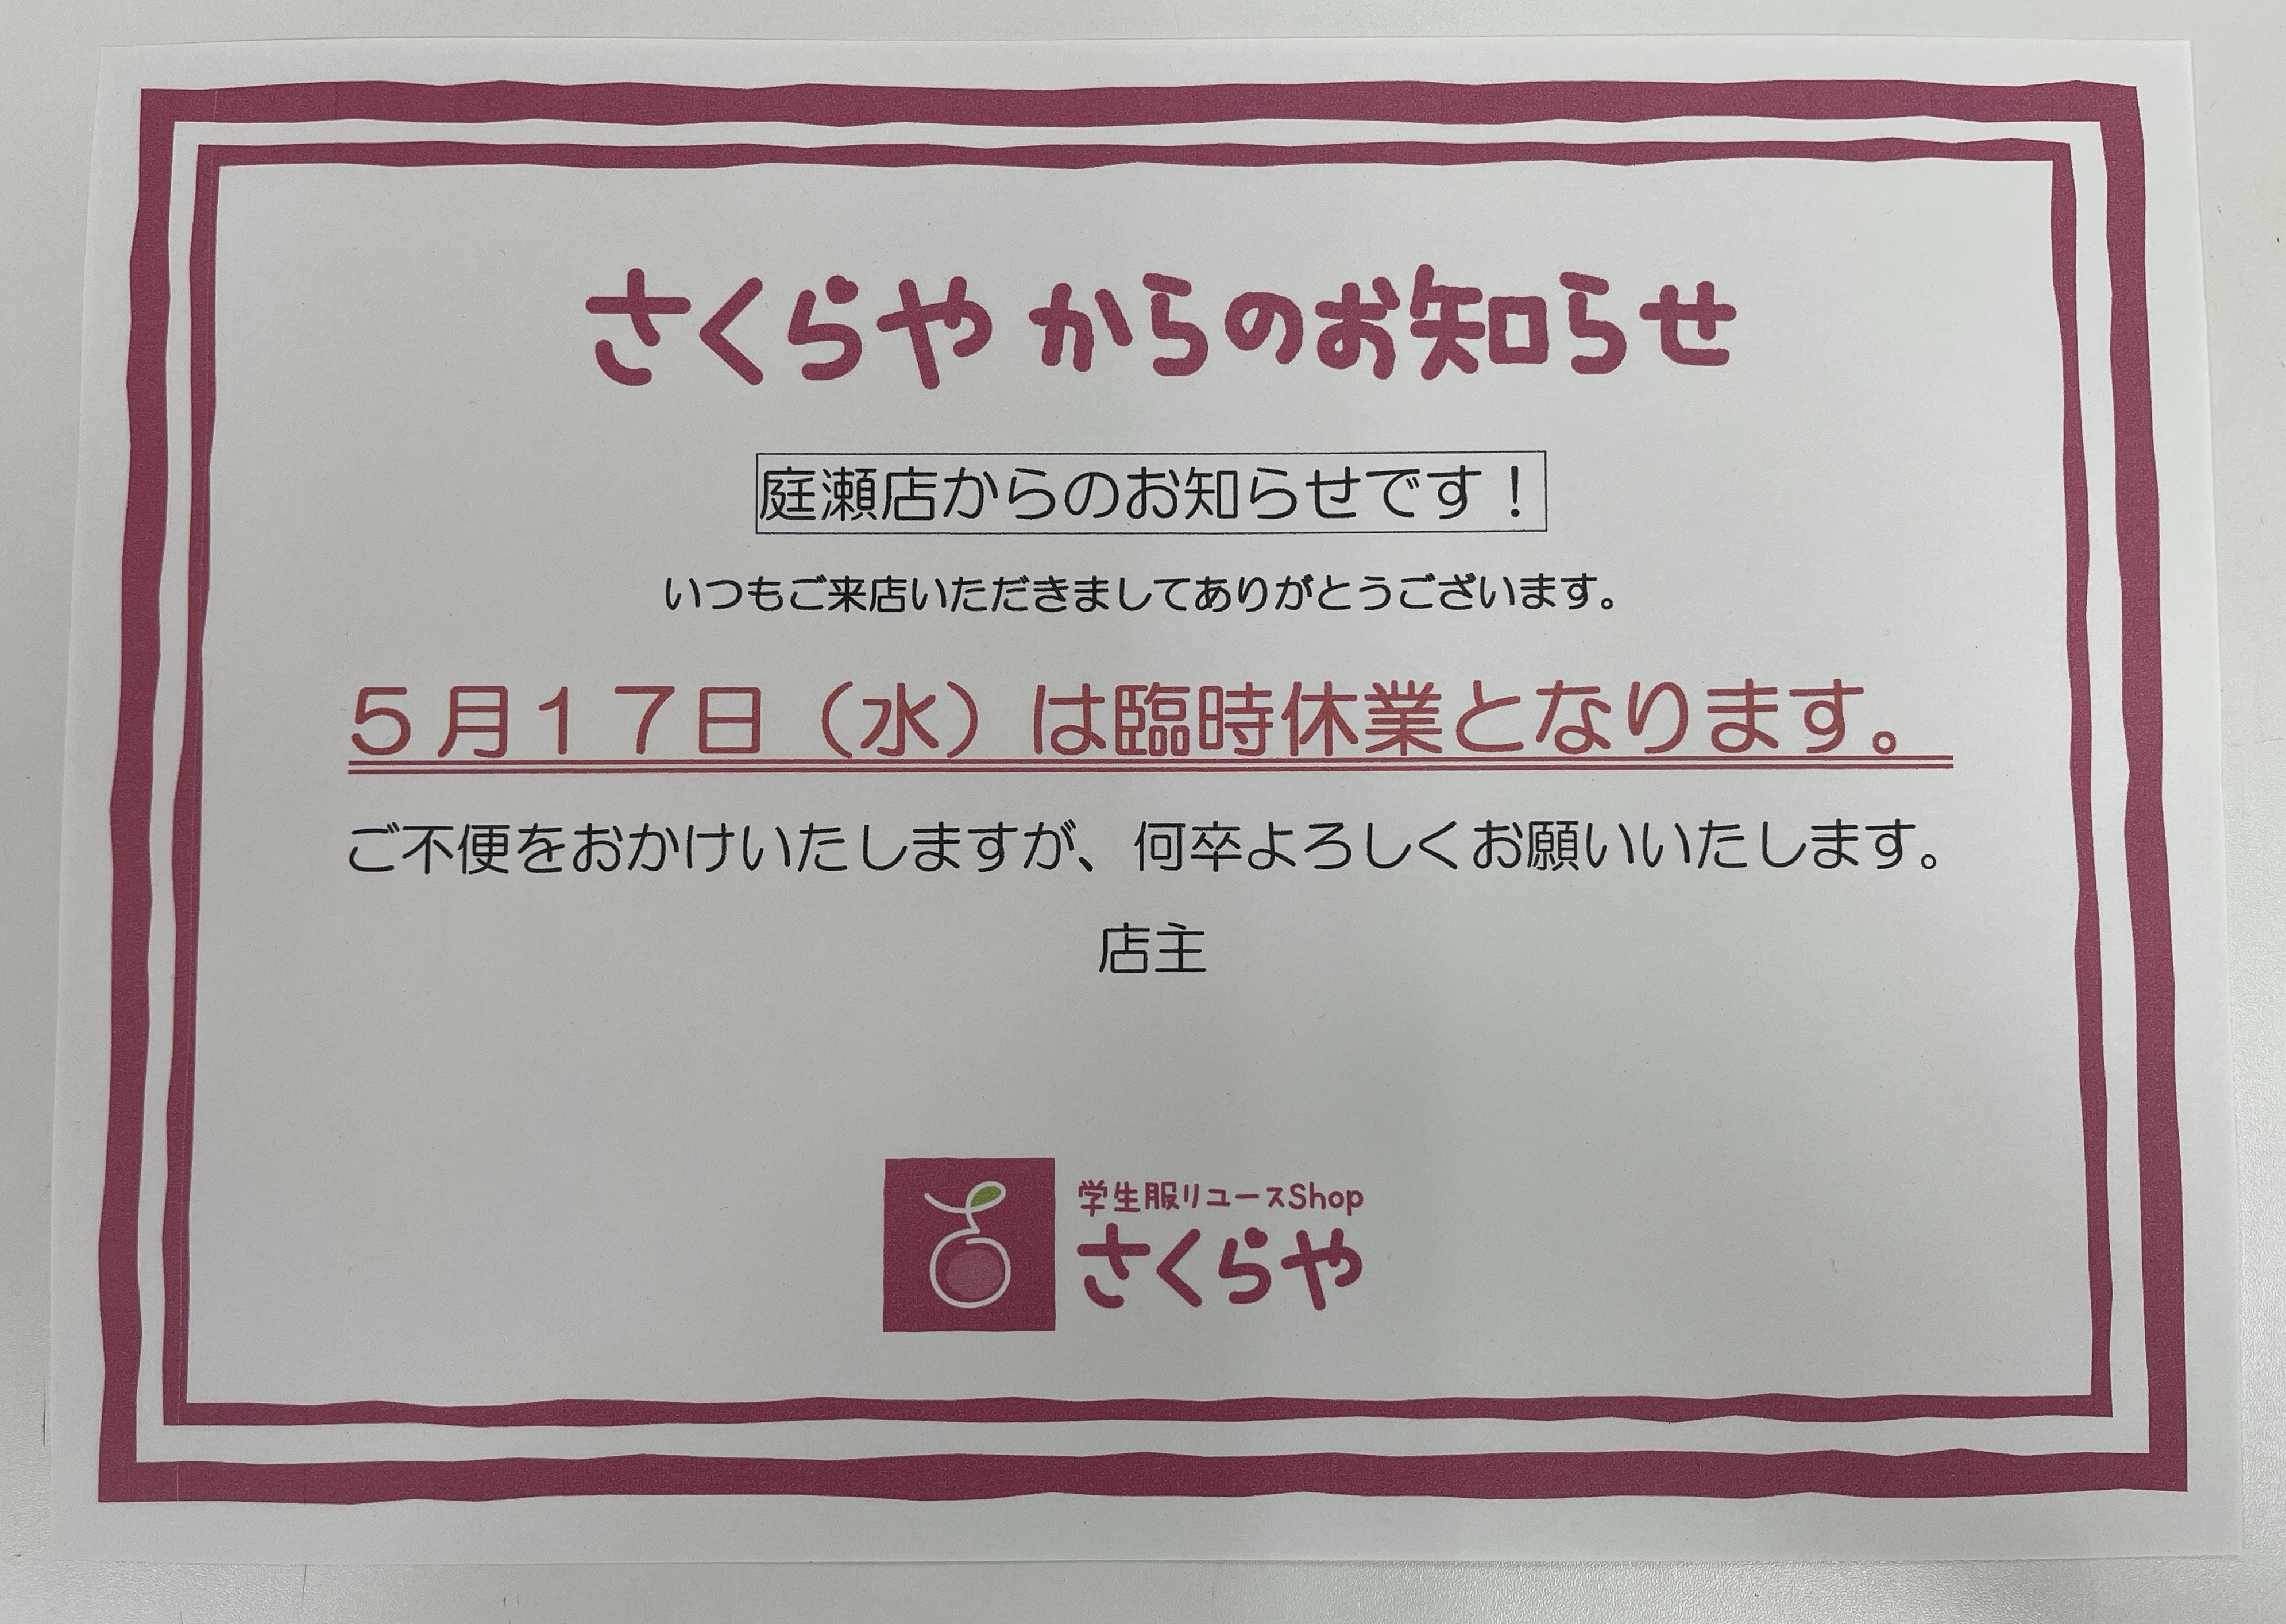 さくらや からのお知らせ
庭瀬店からのお知らせです！
いつもご来店いただきましてありがとうございます。
５月１７日（水）は臨時休業となります。
ご不便をおかけいたしますが、何卒よろしくお願いいたします。
店主
学生服リユースShop
さくらや